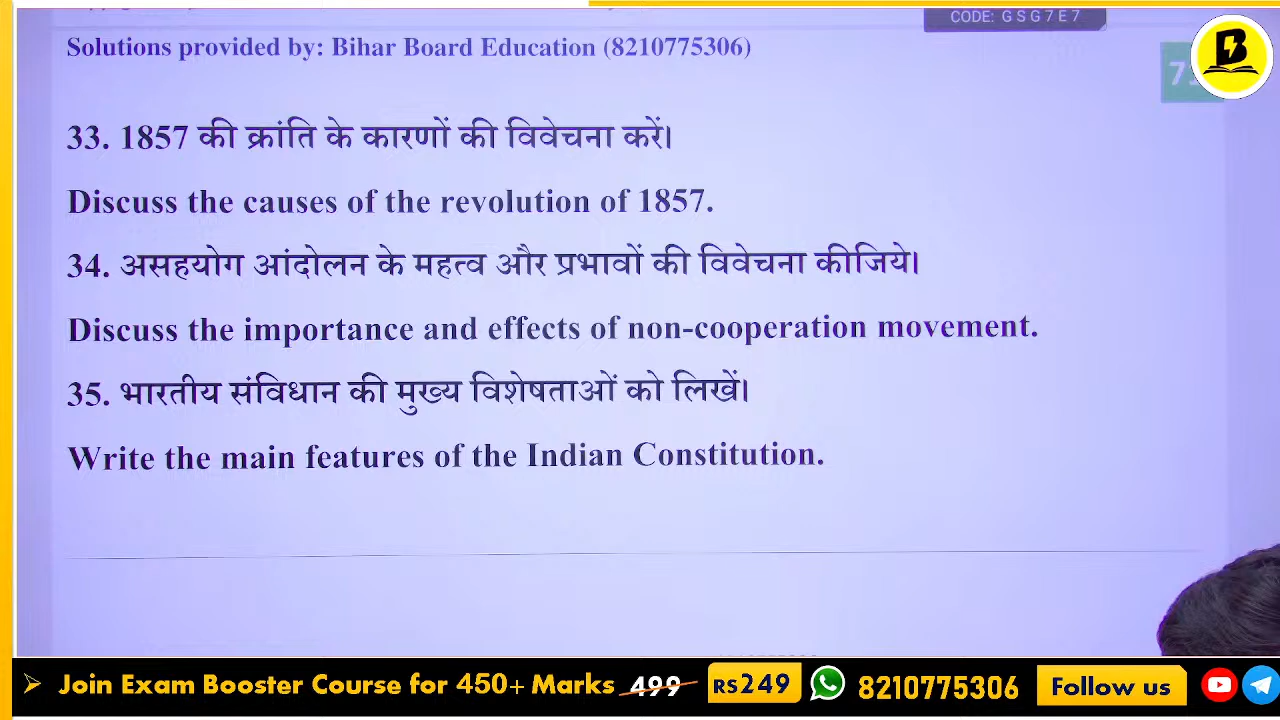 CODE: G S G 7 E 7
Solutions provided by: Bihar Board Education (8210775306)
B
33. 1857 की क्रांति के कारणों की विवेचना करें।
Discuss the causes of the revolution of 1857.
34. असहयोग आंदोलन के महत्व और प्रभावों की विवेचना कीजिये।
Discuss the importance and effects of non-cooperation movement.
35. भारतीय संविधान की मुख्य विशेषताओं को लिखें।
Write the main features of the Indian Constitution.
Join Exam Booster Course for 450+ Marks 499 RS249 8210775306 Follow us